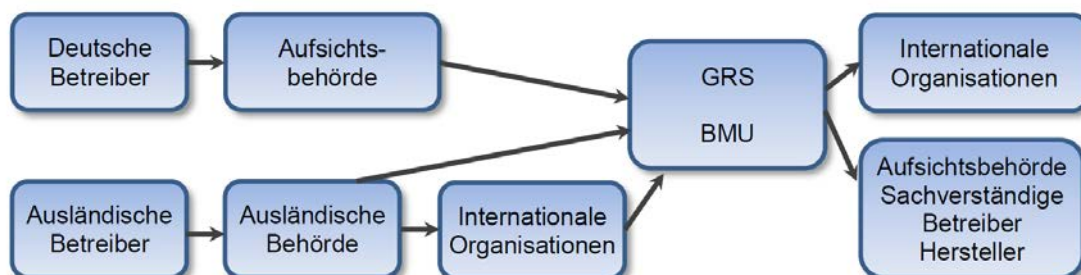 Deutsche
Betreiber
Aufsichts-
behörde
GRS
BMU
Internationale
Organisationen
Ausländische
Betreiber
Ausländische
Behörde
Internationale
Organisationen
Aufsichtsbehörde
Sachverständige
Betreiber
Hersteller